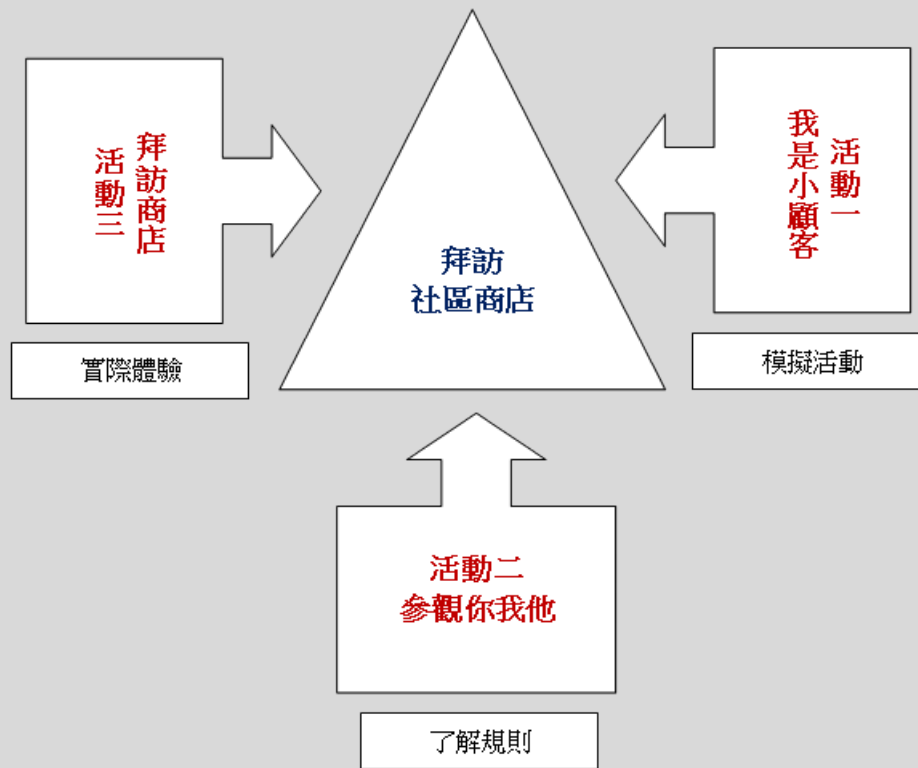 活動三
拜訪商店
實際體驗
拜訪
社區商店
活動一
我是小顧客
模擬活動
活動二
參觀你我他
了解規則